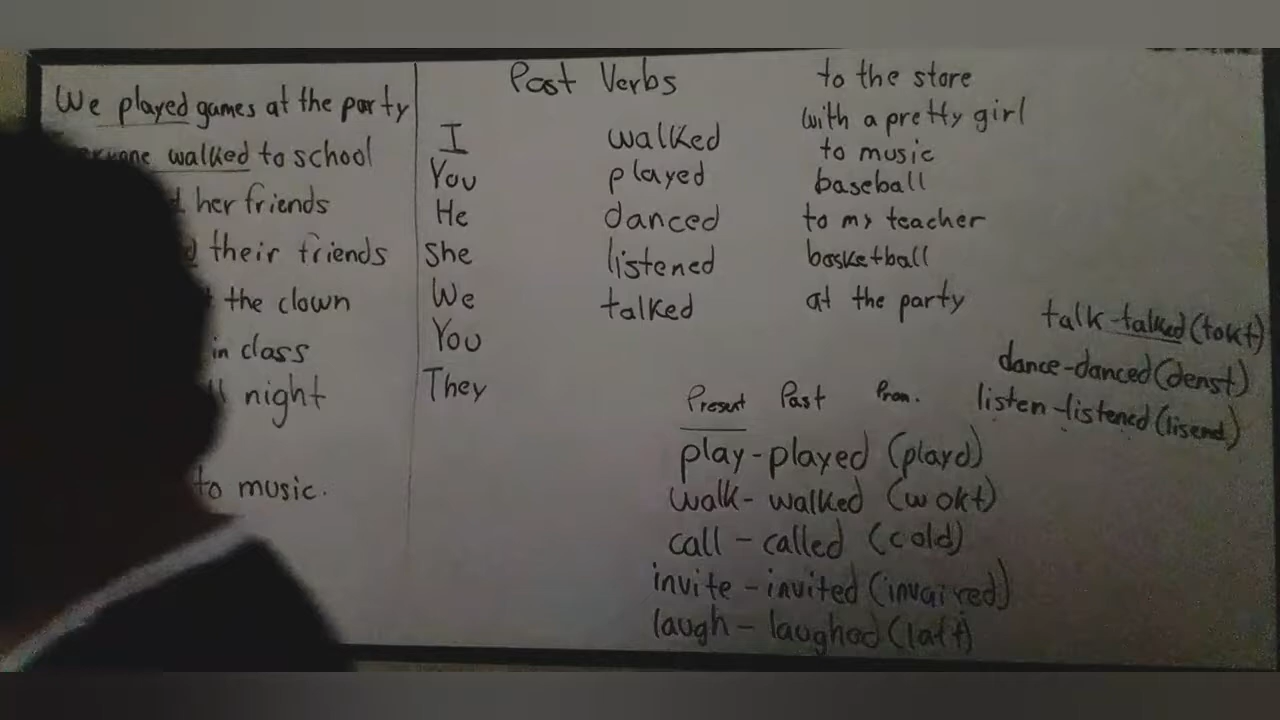 We played games at the party
walked to school
her friends
their friends
the clown
in class
night
to music.
Past Verbs
I
You
He
She
We
You
They
walked
played
danced
listened
talked
to the store
with a pretty girl
to music
baseball
to my teacher
basketball
at the party
talk-talked (tokt)
dance-danced (denst)
listen-listened (lisend)
Present Past Pron.
play-played (pleyd)
walk-walked (wokt)
call-called (cold)
invite-invited (invaired)
laugh-laughed (laft)